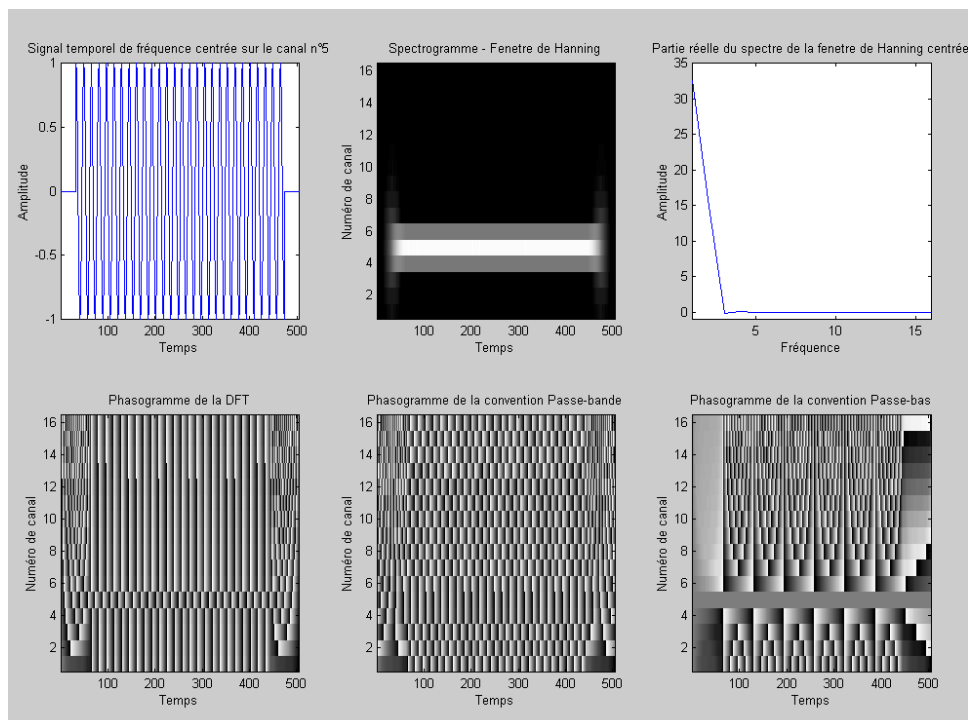 Signal temporel de fréquence centrée sur le canal n°5
1
0.5
0
-0.5
-1
Amplitude
100 200 300 400 500
Temps
Spectrogramme - Fenetre de Hanning
16
14
12
10
8
6
4
2
Numéro de canal
100 200 300 400 500
Temps
Partie réelle du spectre de la fenetre de Hanning centrée
35
30
25
20
15
10
5
0
Amplitude
5 10 15
Fréquence
Phasogramme de la DFT
16
14
12
10
8
6
4
2
Numéro de canal
100 200 300 400 500
Temps
Phasogramme de la convention Passe-bande
16
14
12
10
8
6
4
2
Numéro de canal
100 200 300 400 500
Temps
Phasogramme de la convention Passe-bas
16
14
12
10
8
6
4
2
Numéro de canal
100 200 300 400 500
Temps